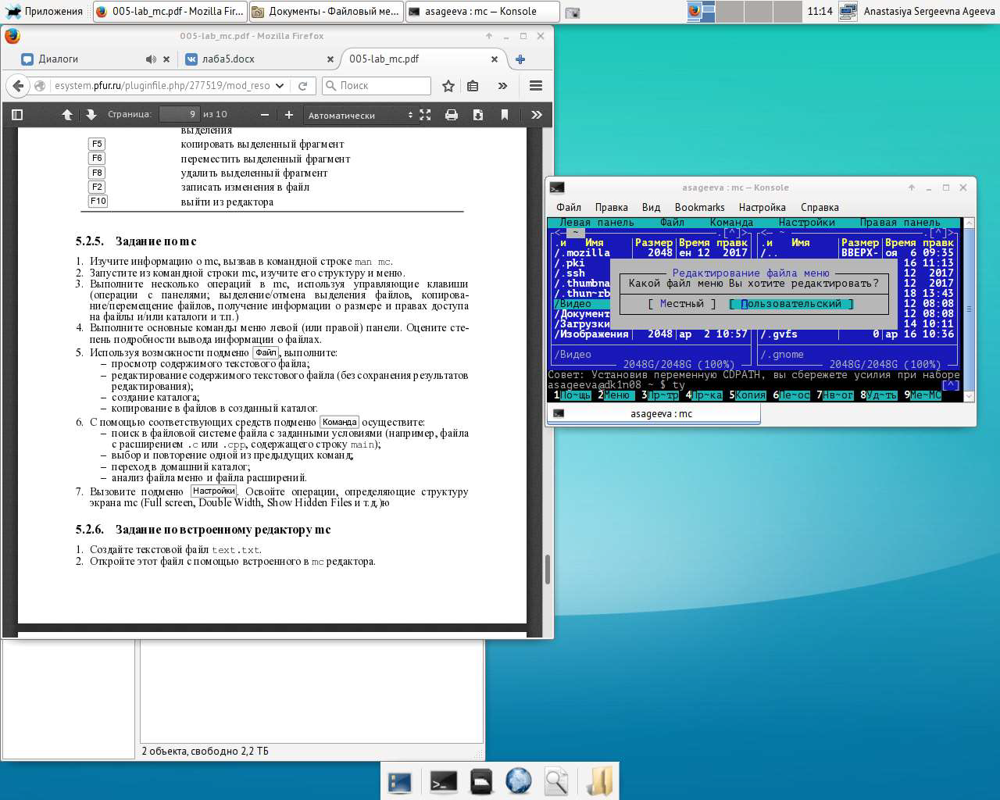 Приложения
005-lab_mc.pdf - Mozilla Fir...
Документы - Файловый ме...
asageeva : mc — Konsole
11:14
Anastasiya Sergeevna Ageeva
005-lab_mc.pdf - Mozilla Firefox
Диалоги
лаба5.docx
005-lab_mc.pdf
esystem.pfur.ru/pluginfile.php/277519/mod_reso
Поиск
Страница: 9 из 10
Автоматически
выделения
F5 копировать выделенный фрагмент
F6 переместить выделенный фрагмент
F8 удалить выделенный фрагмент
F2 записать изменения в файл
F10 выйти из редактора
5.2.5. Задание по mc
1. Изучите информацию о mc, вызвав в командной строке man mc.
2. Запустите из командной строки mc, изучите его структуру и меню.
3. Выполните несколько операций в mc, используя управляющие клавиши
(операции с панелями; выделение/отмена выделения файлов, копирова-
ние/перемещение файлов, получение информации о размере и правах доступа
на файлы и/или каталоги и т.п.)
4. Выполните основные команды меню левой (или правой) панели. Оцените сте-
пень подробности вывода информации о файлах.
5. Используя возможности подменю Файл, выполните:
– просмотр содержимого текстового файла;
– редактирование содержимого текстового файла (без сохранения результатов
редактирования);
– создание каталога;
– копирование в файлов в созданный каталог.
6. С помощью соответствующих средств подменю Команда осуществите:
– поиск в файловой системе файла с заданными условиями (например, файла
с расширением .c или .cpp, содержащего строку main);
– выбор и повторение одной из предыдущих команд;
– переход в домашний каталог;
– анализ файла меню и файла расширений.
7. Вызовите подменю Настройки. Освойте операции, определяющие структуру
экрана mc (Full screen, Double Width, Show Hidden Files и т.д.)ю
5.2.6. Задание по встроенному редактору mc
1. Создайте текстовой файл text.txt.
2. Откройте этот файл с помощью встроенного в mc редактора.
asageeva : mc — Konsole
Файл Правка Вид Bookmarks Настройка Справка
Левая панель Файл Команда Настройки Правая панель
<— ~ .[^]> <— ~ .[^]>
.и Имя Размер Время правк .и Имя Размер Время правк
/.mozilla 2048 ен 12 2017 /.. ВВЕРХ- оя 6 09:35
/.pki 16 11:13
/.ssh 12 2017
/.thumbna 12 2017
/.thun~rb 18 13:43
/Видео 12 08:08
/Документ 12 08:08
/Загрузки 14 10:11
/Изображения 2048 ар 2 10:57 /.gvfs 0 ар 16 10:36
Редактирование файла меню
Какой файл меню Вы хотите редактировать?
[ Местный ] [ Пользовательский ]
/Видео /.gnome
2048G/2048G (100%) 2048G/2048G (100%)
Совет: Установив переменную CDPATH, вы сбережете усилия при наборе
asageeva@dk1n08 ~ $ ty [^]
1По~щь 2Меню 3Пр~тр 4Пр~ка 5Копия 6Пе~ос 7Нв~ог 8Уд~ть 9Ме~МС
asageeva : mc
2 объекта, свободно 2,2 ТБ